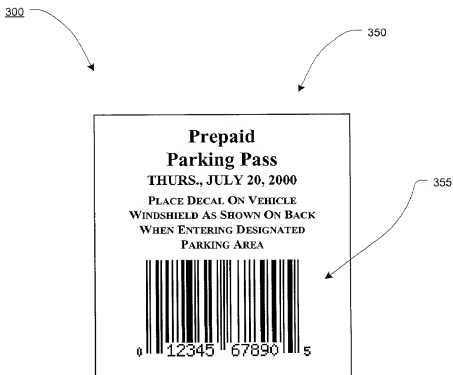 300
350
Prepaid
Parking Pass
THURS., JULY 20, 2000
355
PLACE DECAL ON VEHICLE
WINDSHIELD AS SHOWN ON BACK
WHEN ENTERING DESIGNATED
PARKING AREA
0 12345 67890 5